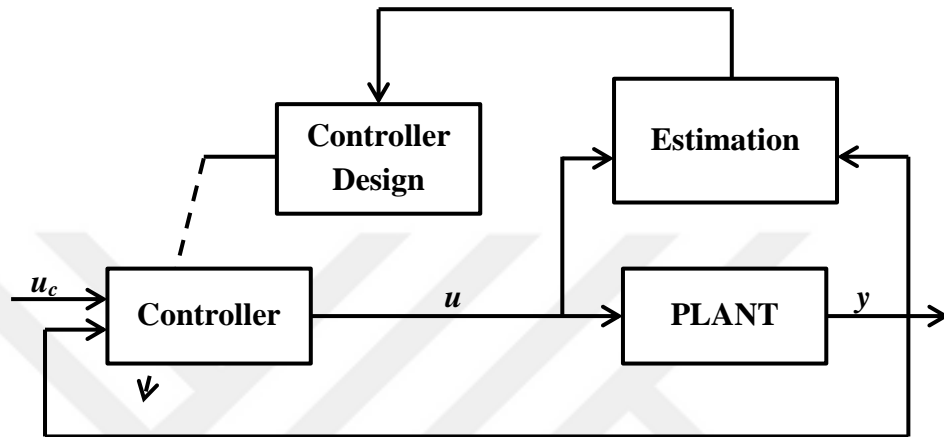 Controller
Design
Estimation
u_c
Controller
u
PLANT
y